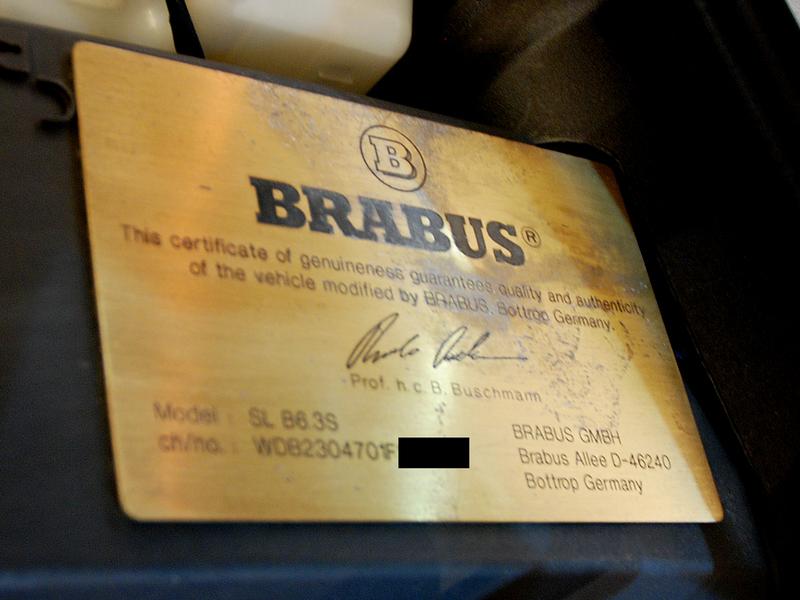 B
BRABUS®
This certificate of genuineness guarantees quality and authenticity
of the vehicle modified by BRABUS, Bottrop Germany.
Prof. h.c. B. Buschmann
Model : SL B6.3S
ch/no. : WDB2304701F
BRABUS GMBH
Brabus Allee D-46240
Bottrop Germany